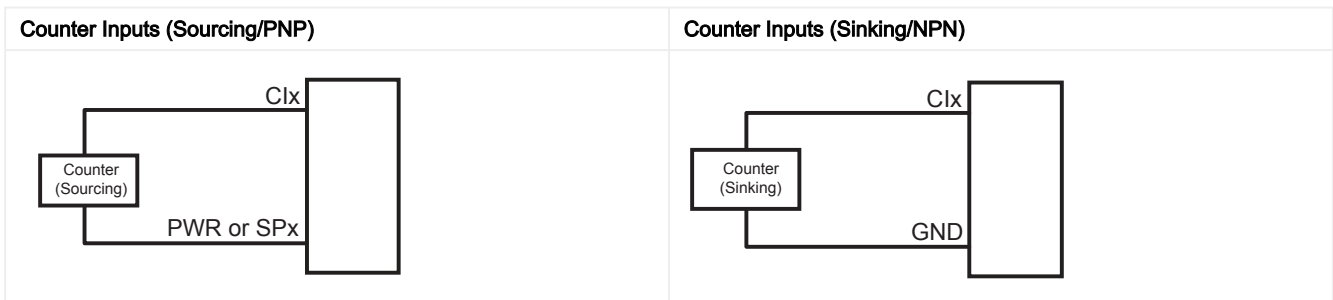 Counter Inputs (Sourcing/PNP)
Counter Inputs (Sinking/NPN)
CIx
Counter
(Sourcing)
PWR or SPx
CIx
Counter
(Sinking)
GND